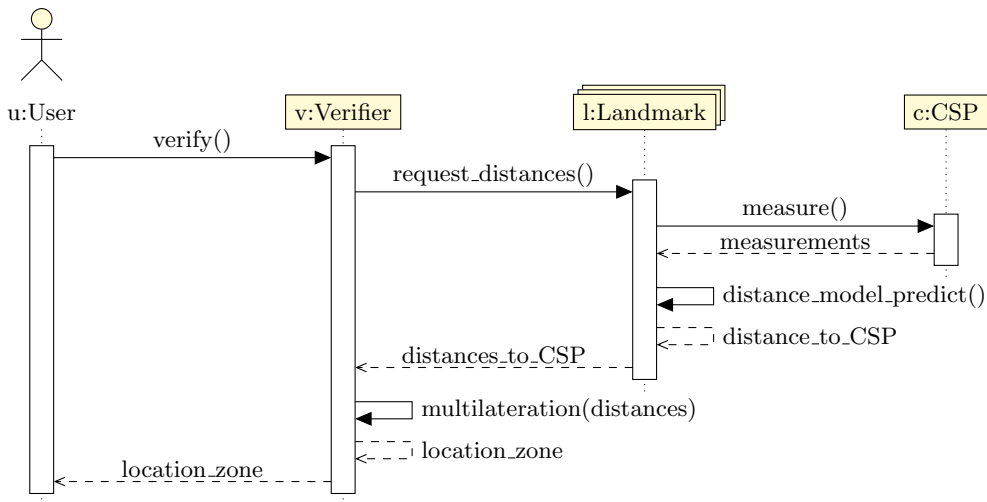 u:User
v:Verifier
l:Landmark
c:CSP
verify()
request_distances()
measure()
measurements
distance_model_predict()
distance_to_CSP
distances_to_CSP
multilateration(distances)
location_zone
location_zone